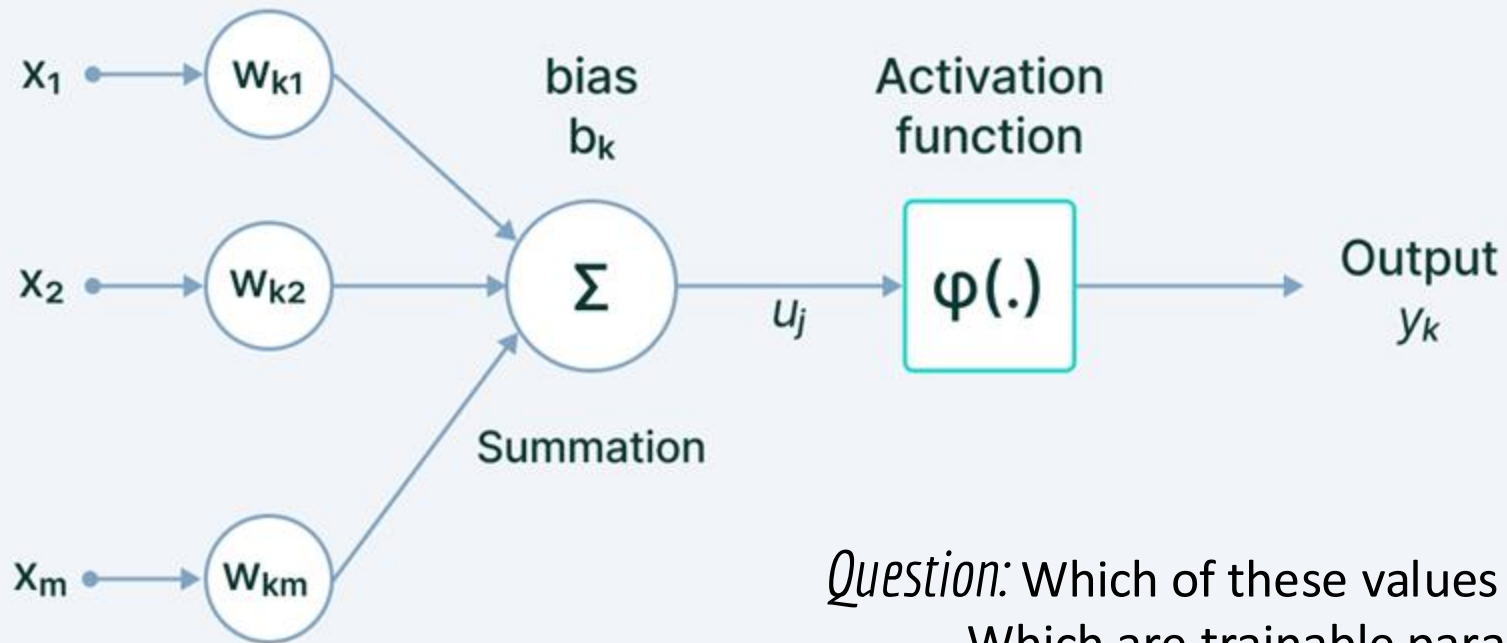 x₁
wₖ₁
bias
bₖ
Activation
function
x₂
wₖ₂
Σ
uⱼ
φ(.)
Output
yₖ
Summation
xₘ
wₖₘ
Question: Which of these values
Which are trainable